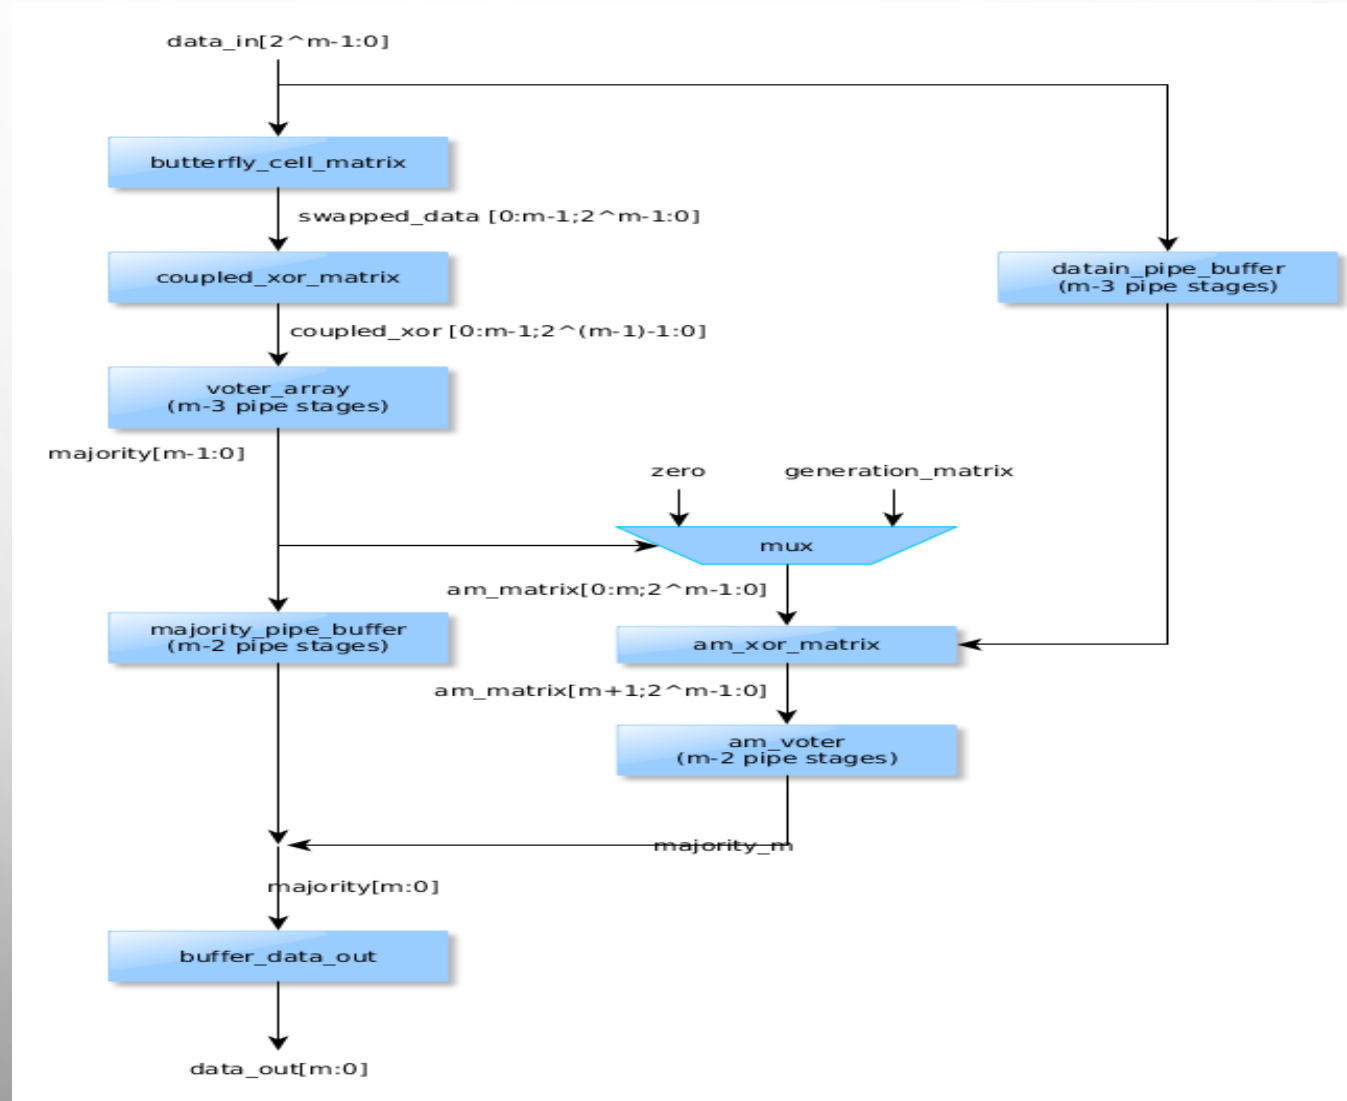 data_in[2^m-1:0]
butterfly_cell_matrix
swapped_data [0:m-1;2^m-1:0]
coupled_xor_matrix
datain_pipe_buffer
(m-3 pipe stages)
coupled_xor [0:m-1;2^(m-1)-1:0]
voter_array
(m-3 pipe stages)
majority[m-1:0]
zero
generation_matrix
mux
am_matrix[0:m;2^m-1:0]
majority_pipe_buffer
(m-2 pipe stages)
am_xor_matrix
am_matrix[m+1;2^m-1:0]
am_voter
(m-2 pipe stages)
majority_m
majority[m:0]
buffer_data_out
data_out[m:0]